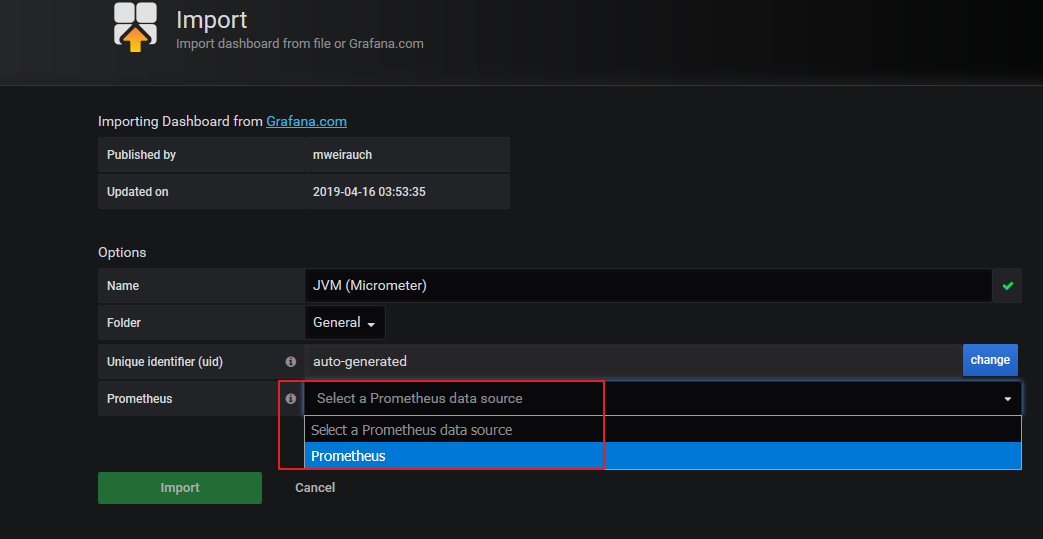 Import
Import dashboard from file or Grafana.com
Importing Dashboard from Grafana.com
Published by mweirauch
Updated on 2019-04-16 03:53:35
Options
Name JVM (Micrometer)
Folder General
Unique identifier (uid) auto-generated change
Prometheus Select a Prometheus data source
Select a Prometheus data source
Prometheus
Import Cancel